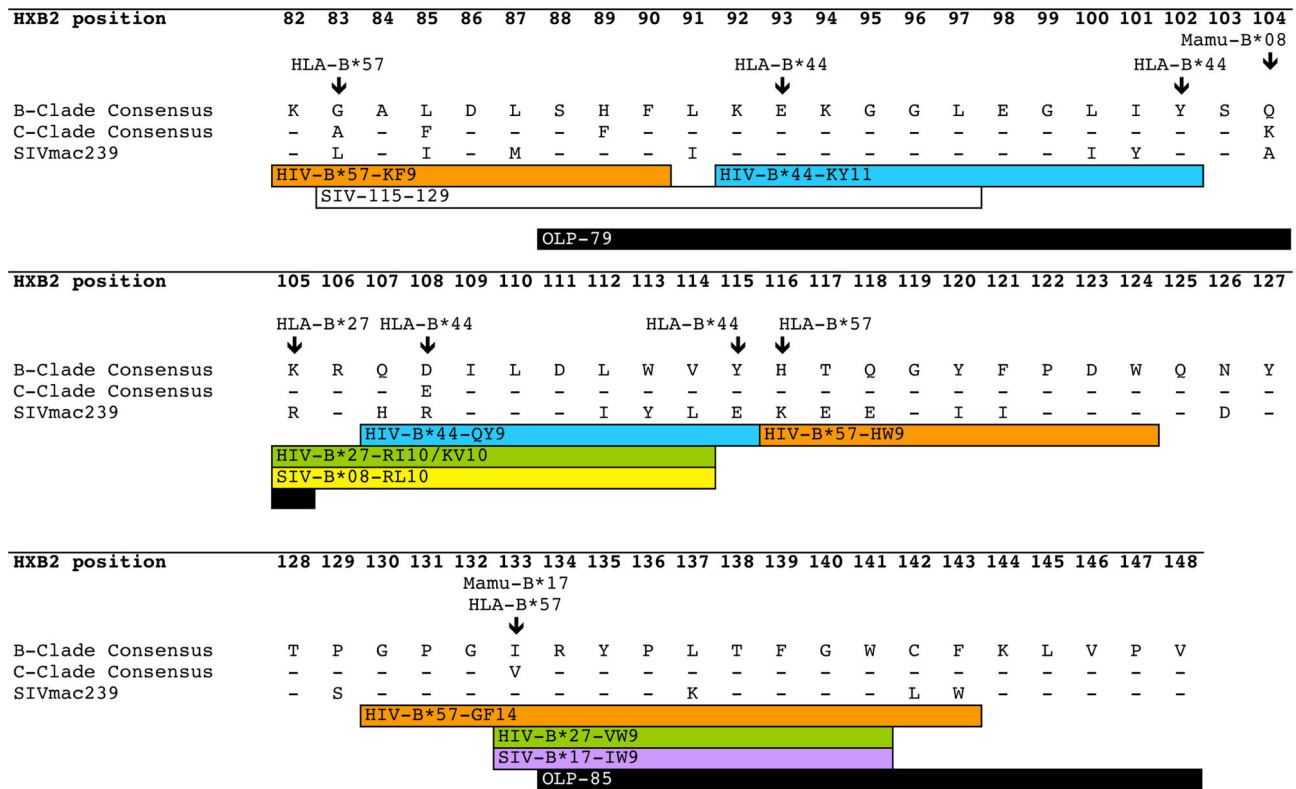 HXB2 position 82 83 84 85 86 87 88 89 90 91 92 93 94 95 96 97 98 99 100 101 102 103 104
Mamu-B*08
HLA-B*57 HLA-B*44 HLA-B*44
B-Clade Consensus K G A L D L S H F L K E K G G L E G L I Y S Q
C-Clade Consensus - A - F - - - F - - - - - - - - - - - - - - K
SIVmac239 - L - I - M - - - I - - - - - - - - I Y - - A
HIV-B*57-KF9 HIV-B*44-KY11
SIV-115-129
OLP-79
HXB2 position 105 106 107 108 109 110 111 112 113 114 115 116 117 118 119 120 121 122 123 124 125 126 127
HLA-B*27 HLA-B*44 HLA-B*44 HLA-B*57
B-Clade Consensus K R Q D I L D L W V Y H T Q G Y F P D W Q N Y
C-Clade Consensus - - - E - - - - - - - - - - - - - - - - - - -
SIVmac239 R - H R - - - I Y L E K E E - I I - - - - D -
HIV-B*44-QY9 HIV-B*57-HW9
HIV-B*27-RI10/KV10
SIV-B*08-RL10
HXB2 position 128 129 130 131 132 133 134 135 136 137 138 139 140 141 142 143 144 145 146 147 148
Mamu-B*17
HLA-B*57
B-Clade Consensus T P G P G I R Y P L T F G W C F K L V P V
C-Clade Consensus - - - - - V - - - - - - - - - - - - - - -
SIVmac239 - S - - - - - - - K - - - - L W - - - - -
HIV-B*57-GF14
HIV-B*27-VW9
SIV-B*17-IW9
OLP-85